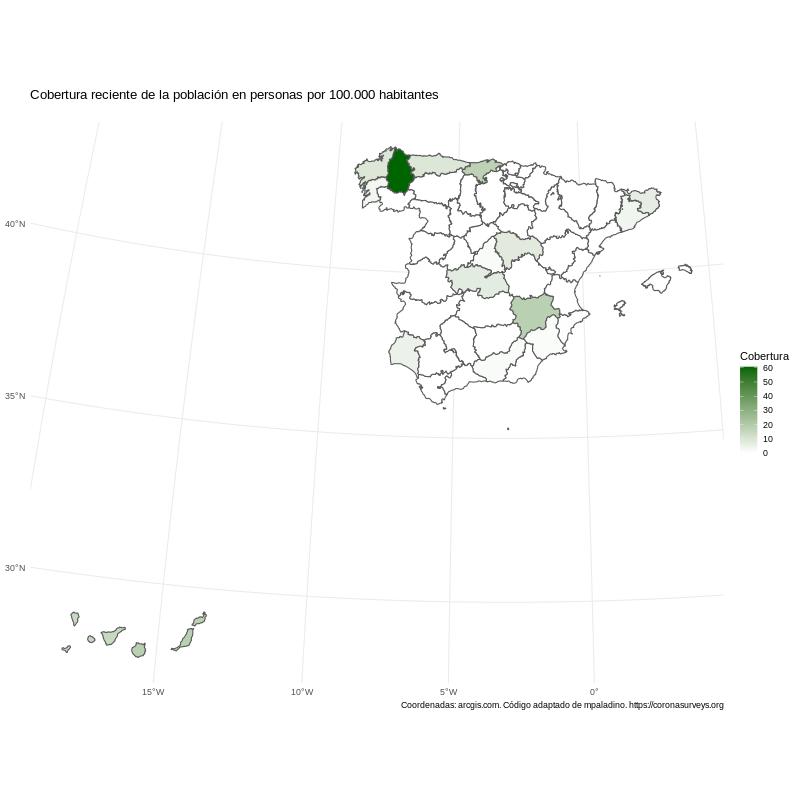 Cobertura reciente de la población en personas por 100.000 habitantes
40°N
35°N
30°N
15°W
10°W
5°W
0°
Cobertura
60
50
40
30
20
10
0
Coordenadas: arcgis.com. Código adaptado de mpaladino. https://coronasurveys.org